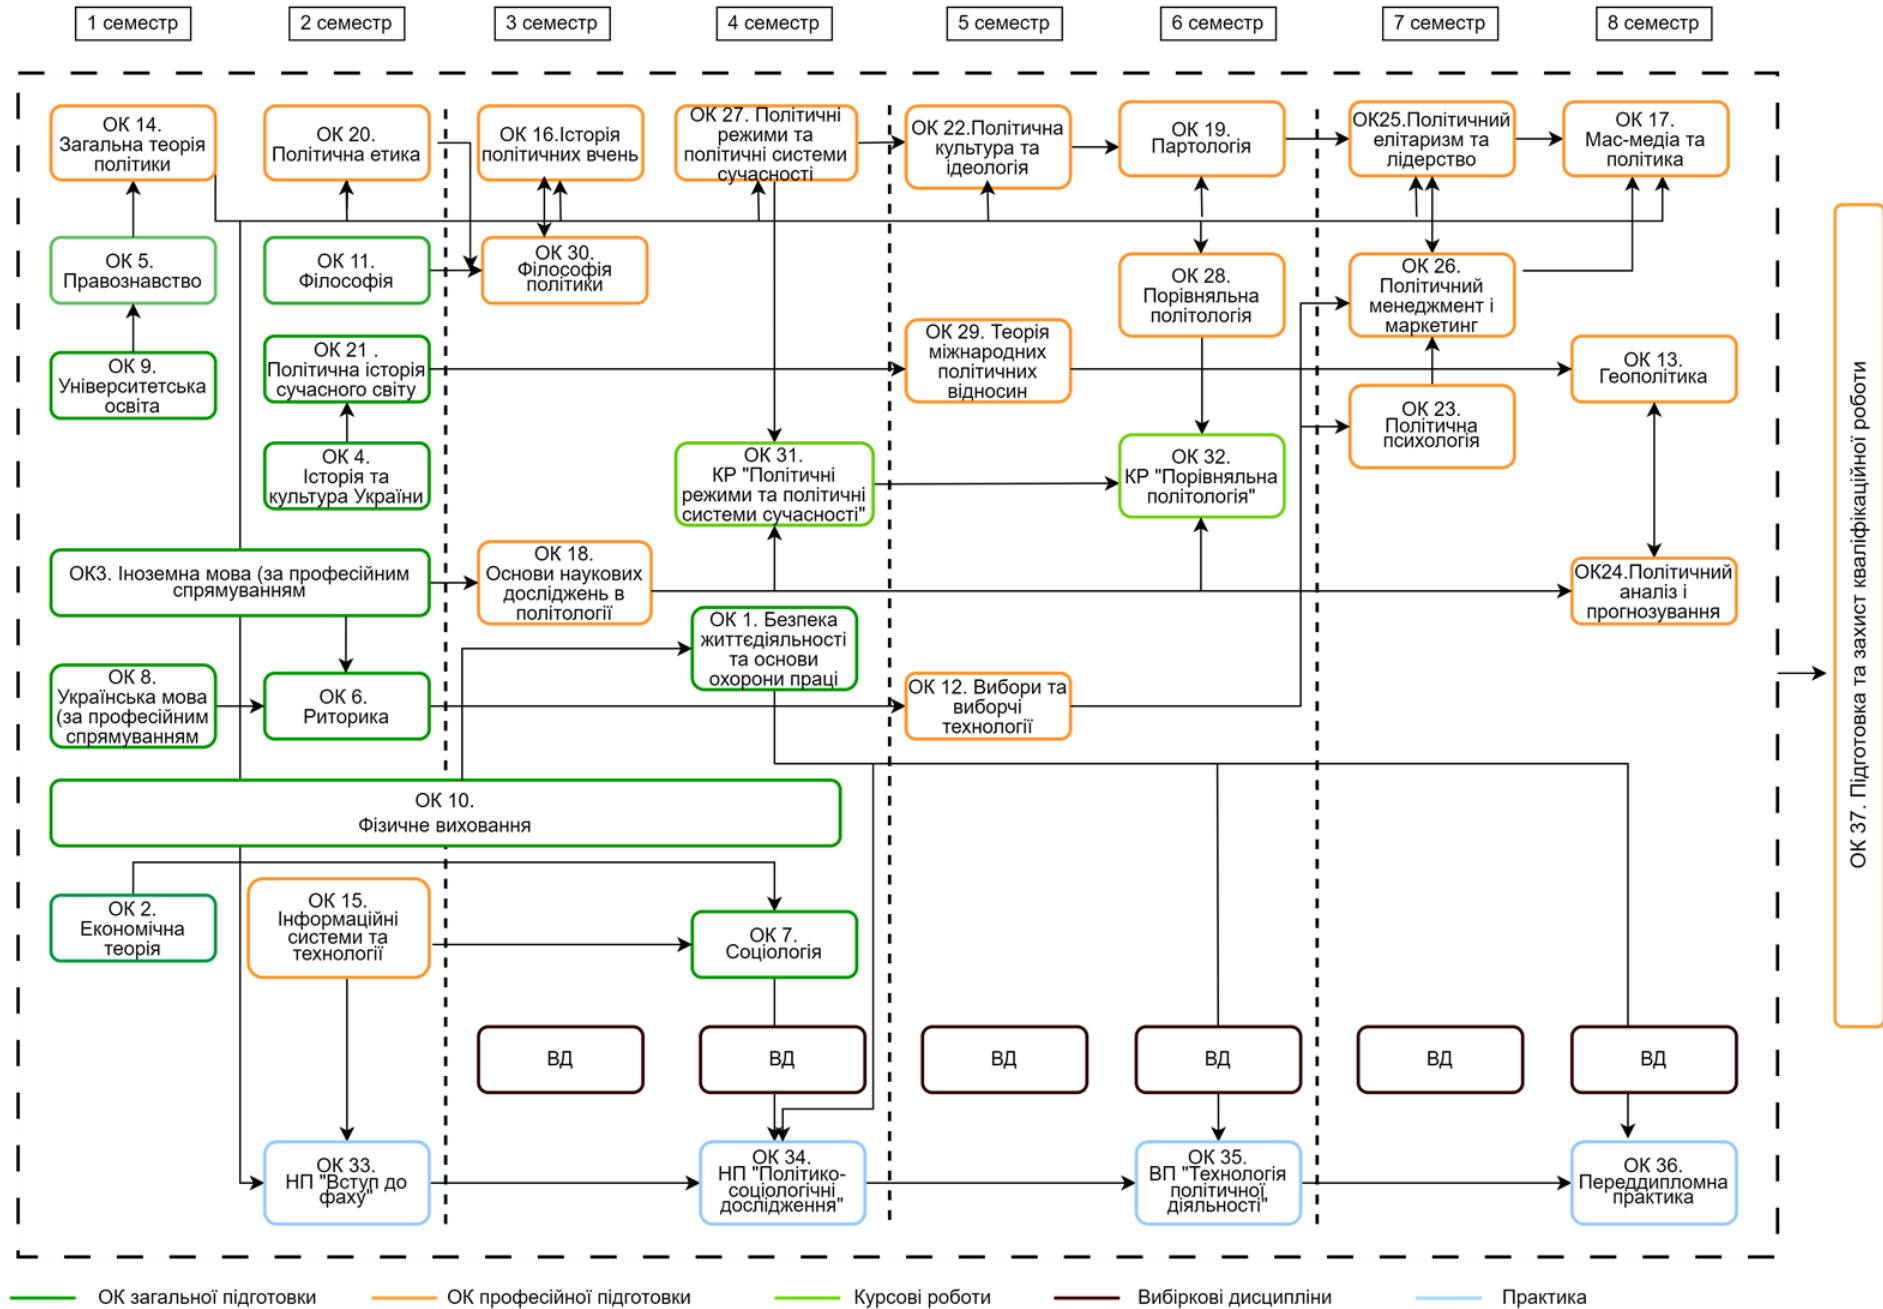 1 семестр
2 семестр
3 семестр
4 семестр
5 семестр
6 семестр
7 семестр
8 семестр
ОК 14.
Загальна теорія
політики
ОК 20.
Політична етика
ОК 16.Історія
політичних вчень
ОК 27. Політичні
режими та
політичні системи
сучасності
ОК 22.Політична
культура та
ідеологія
ОК 19.
Партологія
ОК25.Політичний
елітаризм та
лідерство
ОК 17.
Мас-медіа та
політика
ОК 5.
Правознавство
ОК 11.
Філософія
ОК 30.
Філософія
політики
ОК 28.
Порівняльна
політологія
ОК 26.
Політичний
менеджмент і
маркетинг
ОК 9.
Університетська
освіта
ОК 21 .
Політична історія
сучасного світу
ОК 29. Теорія
міжнародних
політичних
відносин
ОК 13.
Геополітика
ОК 23.
Політична
психологія
ОК 4.
Історія та
культура України
ОК 31.
КР "Політичні
режими та політичні
системи сучасності"
ОК 32.
КР "Порівняльна
політологія"
ОК3. Іноземна мова (за професійним
спрямуванням
ОК 18.
Основи наукових
досліджень в
політології
ОК24.Політичний
аналіз і
прогнозування
ОК 1. Безпека
життєдіяльності
та основи
охорони праці
ОК 8.
Українська мова
(за професійним
спрямуванням
ОК 6.
Риторика
ОК 12. Вибори та
виборчі
технології
ОК 10.
Фізичне виховання
ОК 2.
Економічна
теорія
ОК 15.
Інформаційні
системи та
технології
ОК 7.
Соціологія
ВД
ВД
ВД
ВД
ВД
ВД
ОК 33.
НП "Вступ до
фаху"
ОК 34.
НП "Політико-
соціологічні
дослідження"
ОК 35.
ВП "Технологія
політичної
діяльності"
ОК 36.
Переддипломна
практика
ОК 37. Підготовка та захист кваліфікаційної роботи
ОК загальної підготовки
ОК професійної підготовки
Курсові роботи
Вибіркові дисципліни
Практика